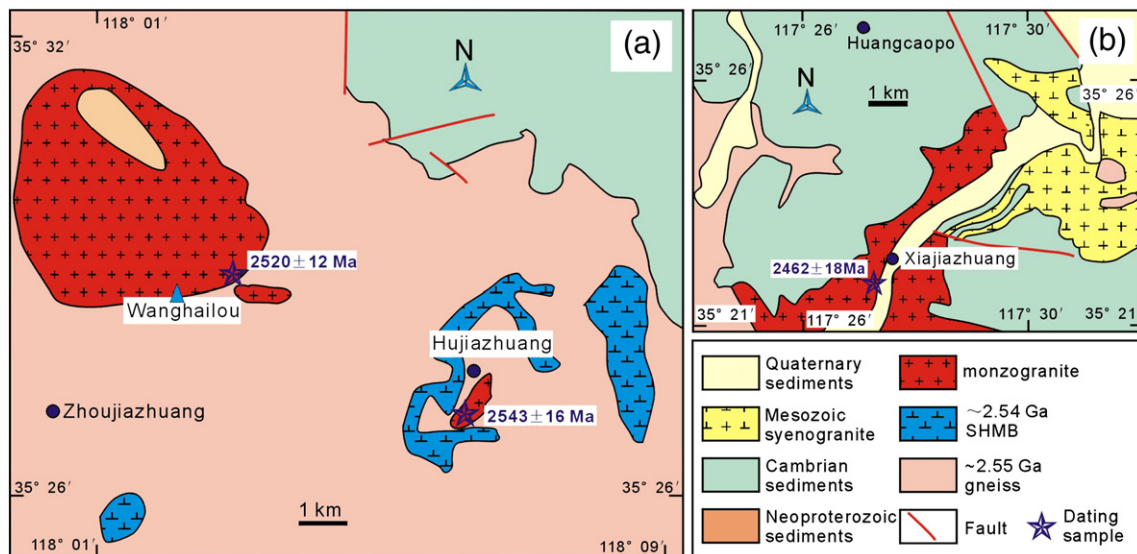 118° 01′
35° 32′
(a)
N
2520±12 Ma
Wanghailou
Hujiazhuang
Zhoujiazhuang
2543±16 Ma
35° 26′
35° 26′
1 km
118° 01′
118° 09′
117° 26′
117° 30′
(b)
Huangcaopo
35° 26′
35° 26′
N
1 km
Xiajiazhuang
2462±18Ma
35° 21′
117° 26′
117° 30′
35° 21′
Quaternary
sediments
monzogranite
Mesozoic
syenogranite
~2.54 Ga
SHMB
Cambrian
sediments
~2.55 Ga
gneiss
Neoproterozoic
sediments
Fault
Dating
sample